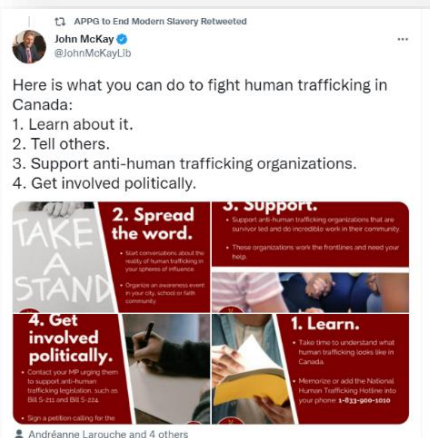 APPG to End Modern Slavery Retweeted
John McKay
@JohnMcKayLib
Here is what you can do to fight human trafficking in
Canada:
1. Learn about it.
2. Tell others.
3. Support anti-human trafficking organizations.
4. Get involved politically.
TAKE
A
STAND
2. Spread
the word.
• Start conversations about the
reality of human trafficking in
your spheres of influence
• Organize an awareness event
in your city, school or faith
community
3. Support.
• Support anti-human trafficking organizations that are
survivor led and do incredible work in their community
• These organizations work the frontlines and need your
help.
4. Get
involved
politically.
• Contact your MP urging them
to support anti-human
trafficking legislation, such as
Bill S-211 and Bill S-224
• Sign a petition calling for the
1. Learn.
• Take time to understand what
human trafficking looks like in
Canada
• Memorize or add the National
Human Trafficking Hotline into
your phone: 1-833-900-1010
Andréanne Larouche and 4 others